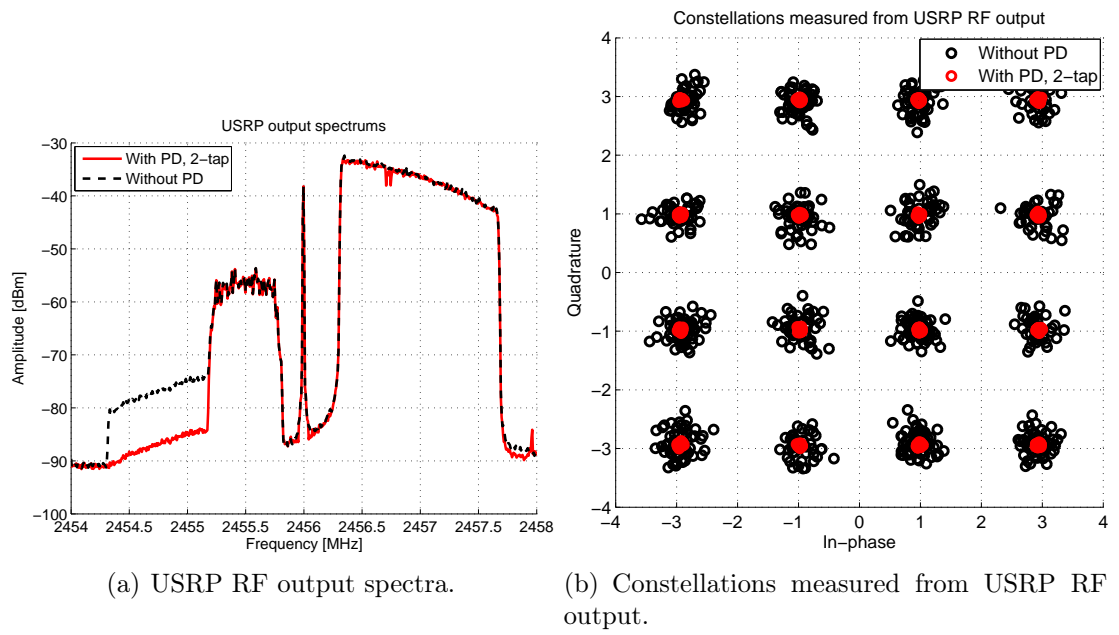 USRP output spectrums
With PD, 2−tap
Without PD
−30
−40
−50
−60
−70
−80
−90
−100
Amplitude [dBm]
2454 2454.5 2455 2455.5 2456 2456.5 2457 2457.5 2458
Frequency [MHz]
(a) USRP RF output spectra.
Constellations measured from USRP RF output
Without PD
With PD, 2−tap
4
3
2
1
0
−1
−2
−3
−4
Quadrature
−4 −3 −2 −1 0 1 2 3 4
In−phase
(b) Constellations measured from USRP RF
output.